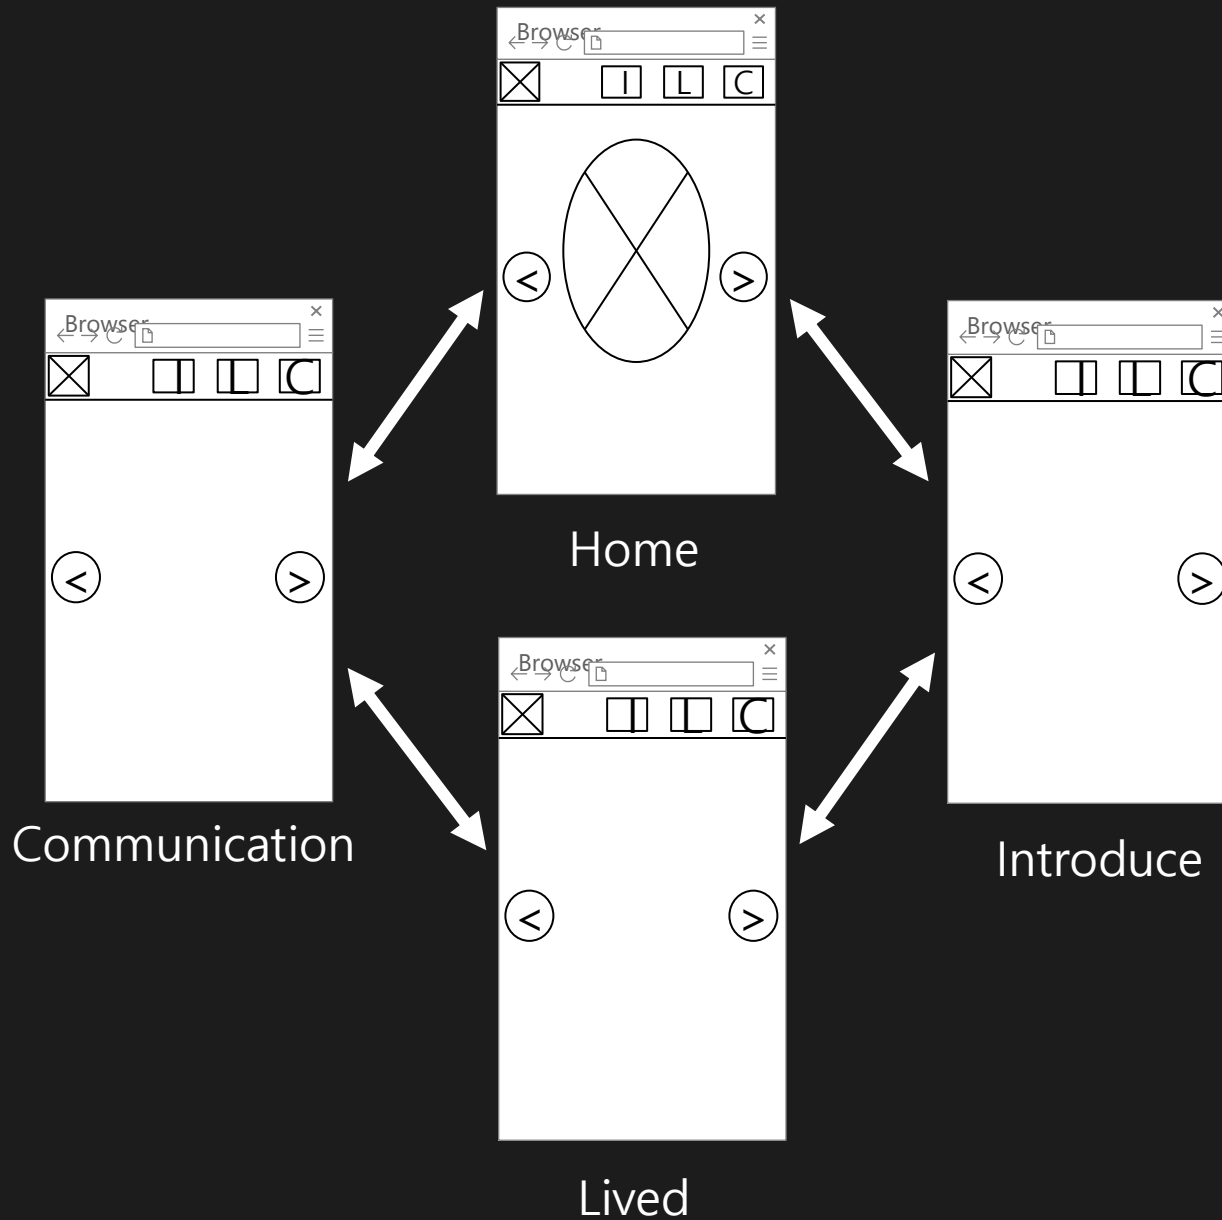 Browser
I L C
< >
Home
Browser
I L C
< >
Communication
Browser
I L C
< >
Introduce
Browser
I L C
< >
Lived